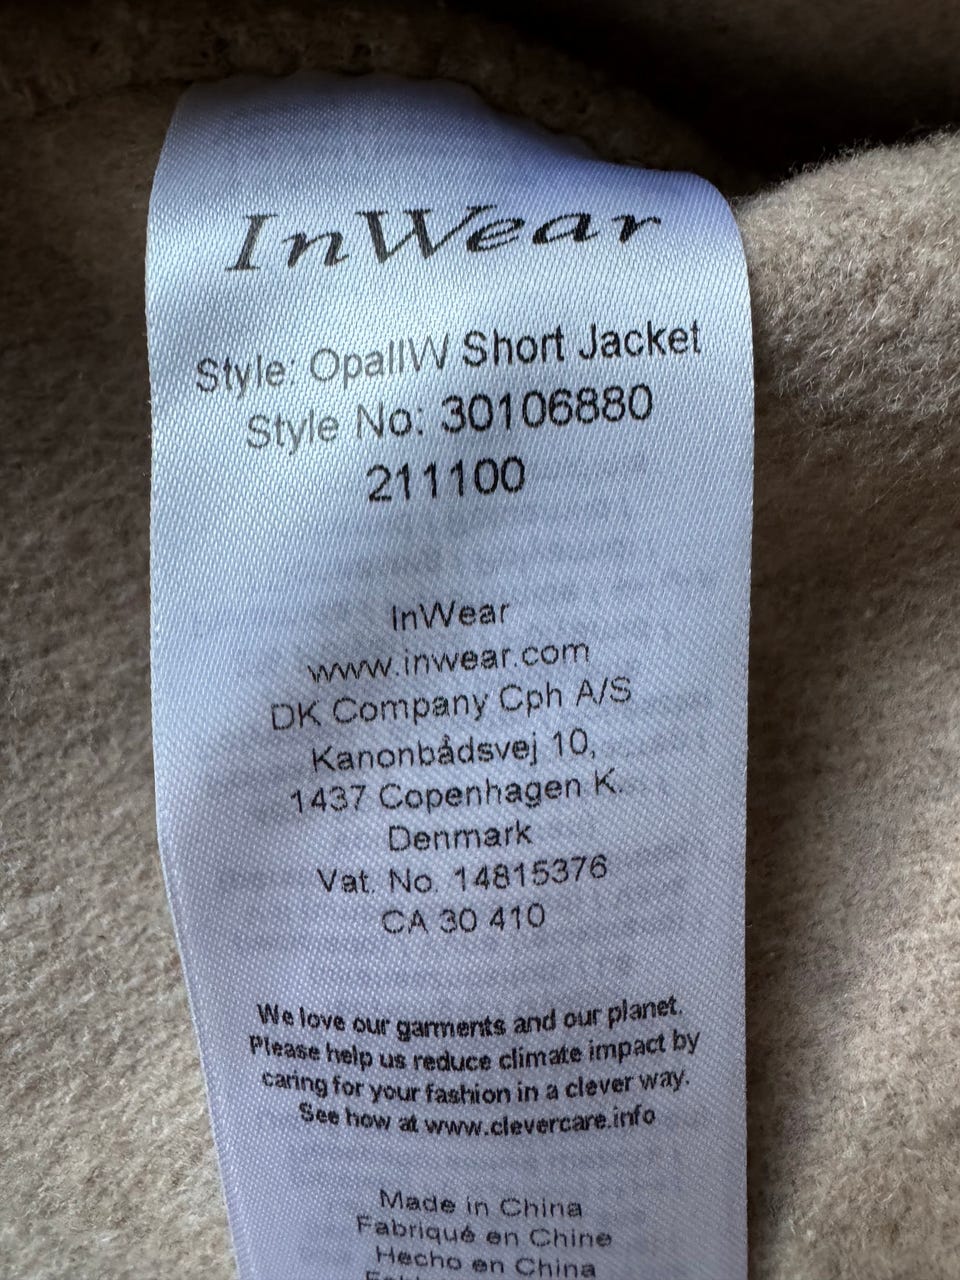 InWear
Style: OpalIW Short Jacket
Style No: 30106880
211100
InWear
www.inwear.com
DK Company Cph A/S
Kanonbådsvej 10,
1437 Copenhagen K.
Denmark
Vat. No. 14815376
CA 30 410
We love our garments and our planet.
Please help us reduce climate impact by
caring for your fashion in a clever way.
See how at www.clevercare.info
Made in China
Fabriqué en Chine
Hecho en China